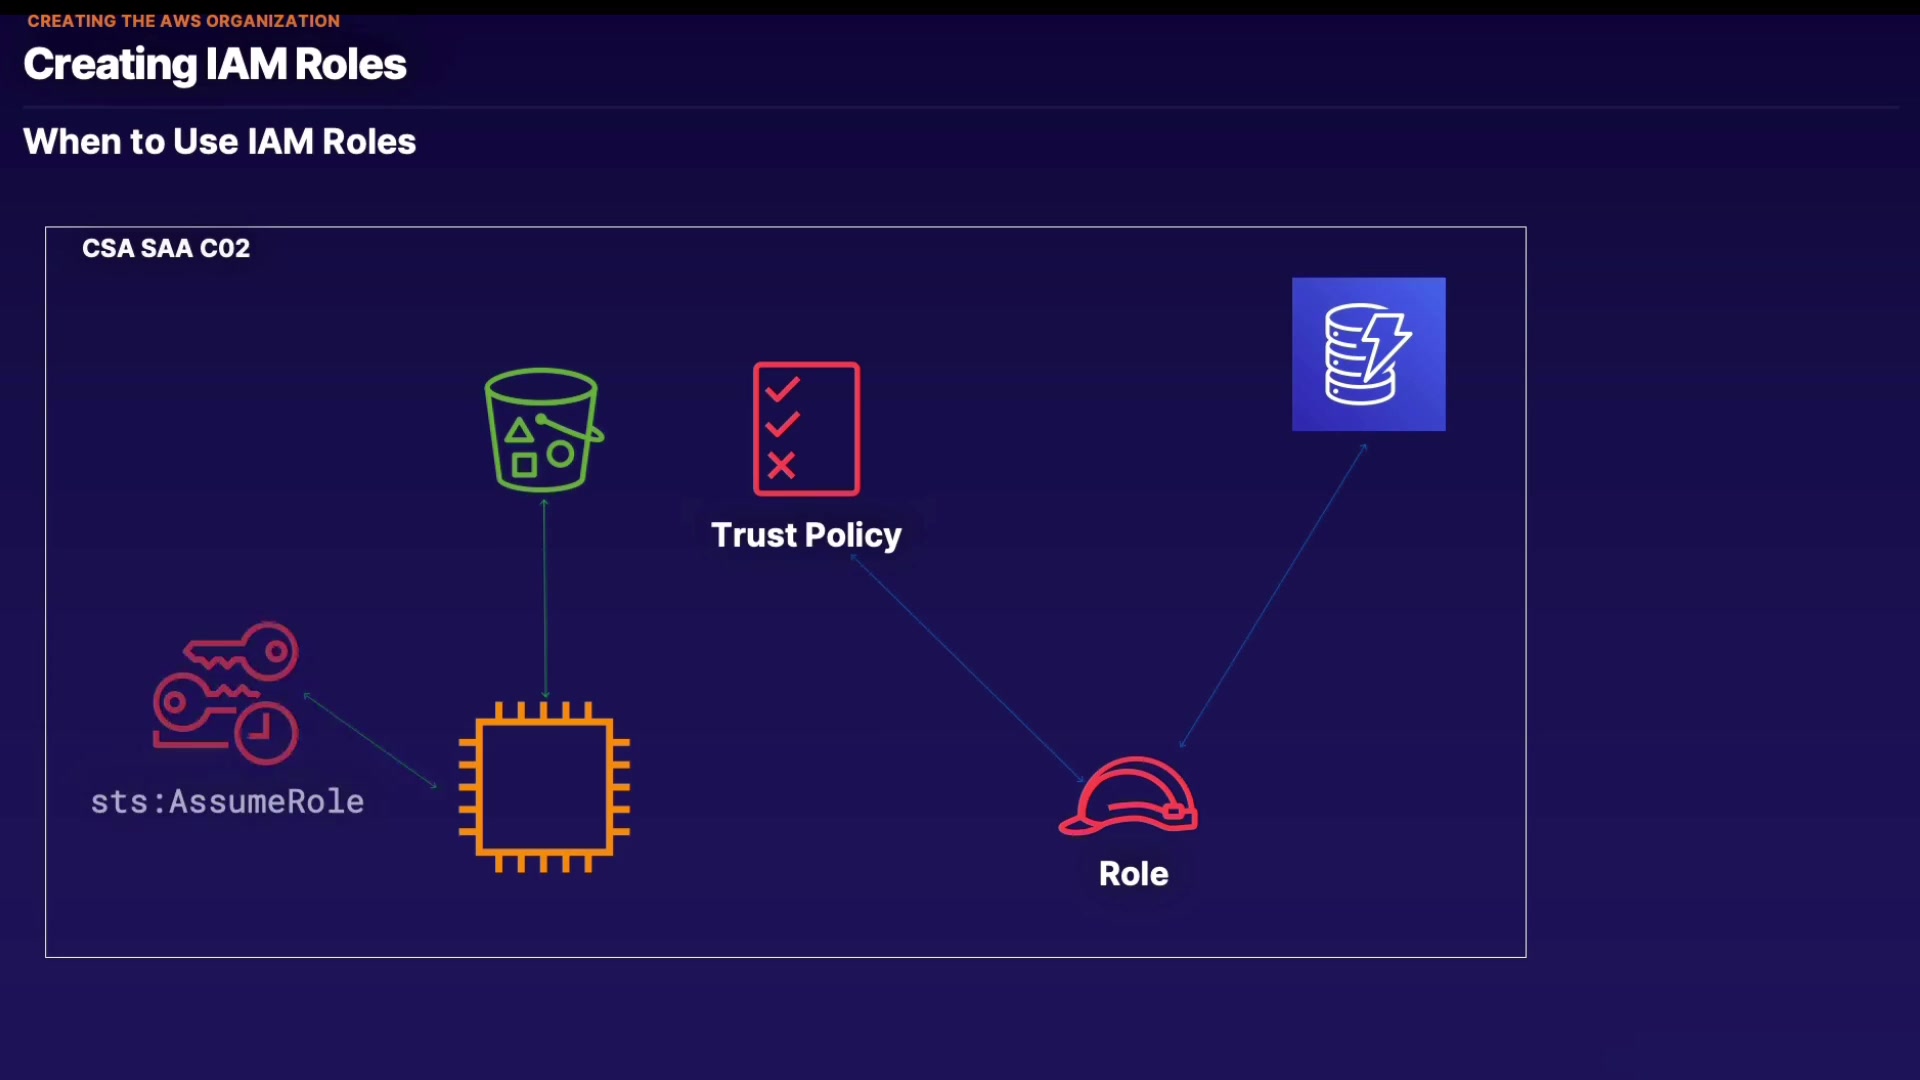 CREATING THE AWS ORGANIZATION
Creating IAM Roles
When to Use IAM Roles
CSA SAA C02
Trust Policy
sts:AssumeRole
Role